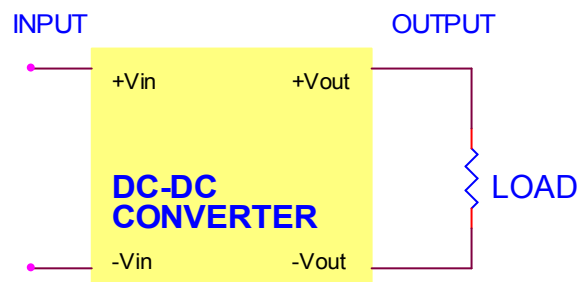 INPUT
OUTPUT
+Vin
+Vout
DC-DC
CONVERTER
LOAD
-Vin
-Vout